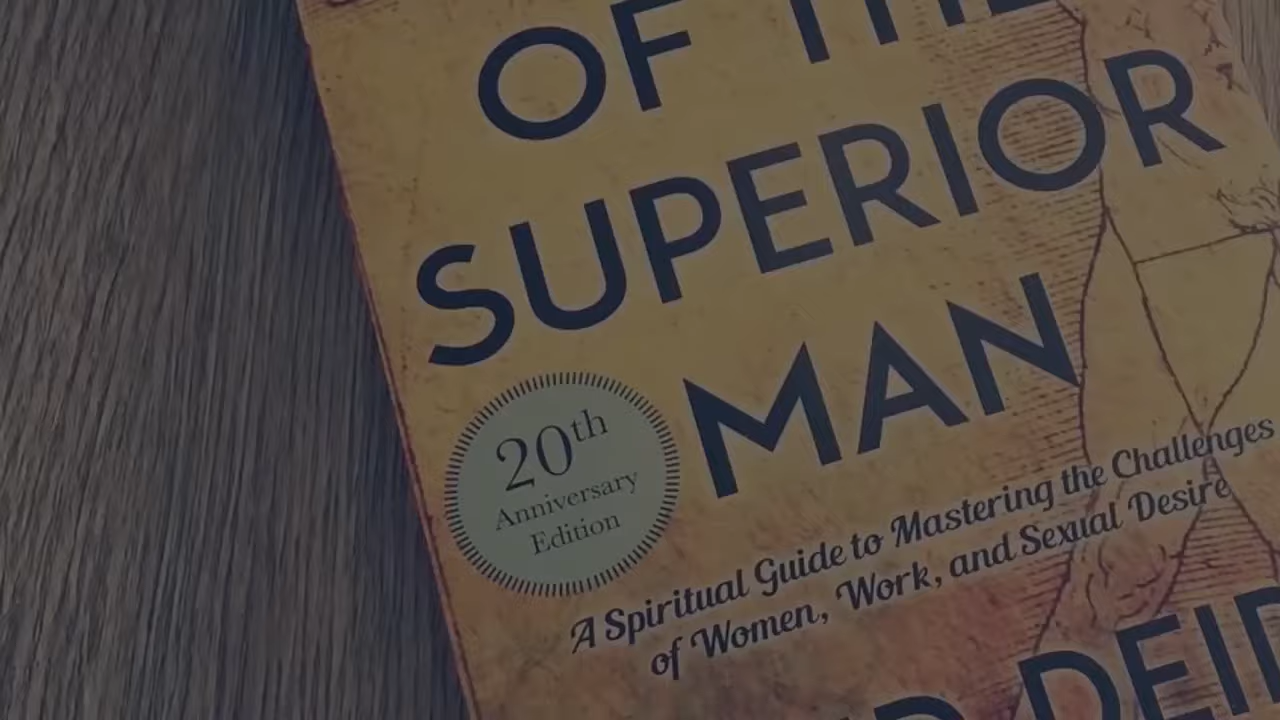 OF THE
SUPERIOR
MAN
20th
Anniversary
Edition
A Spiritual Guide to Mastering the Challenges
of Women, Work, and Sexual Desire
DEID